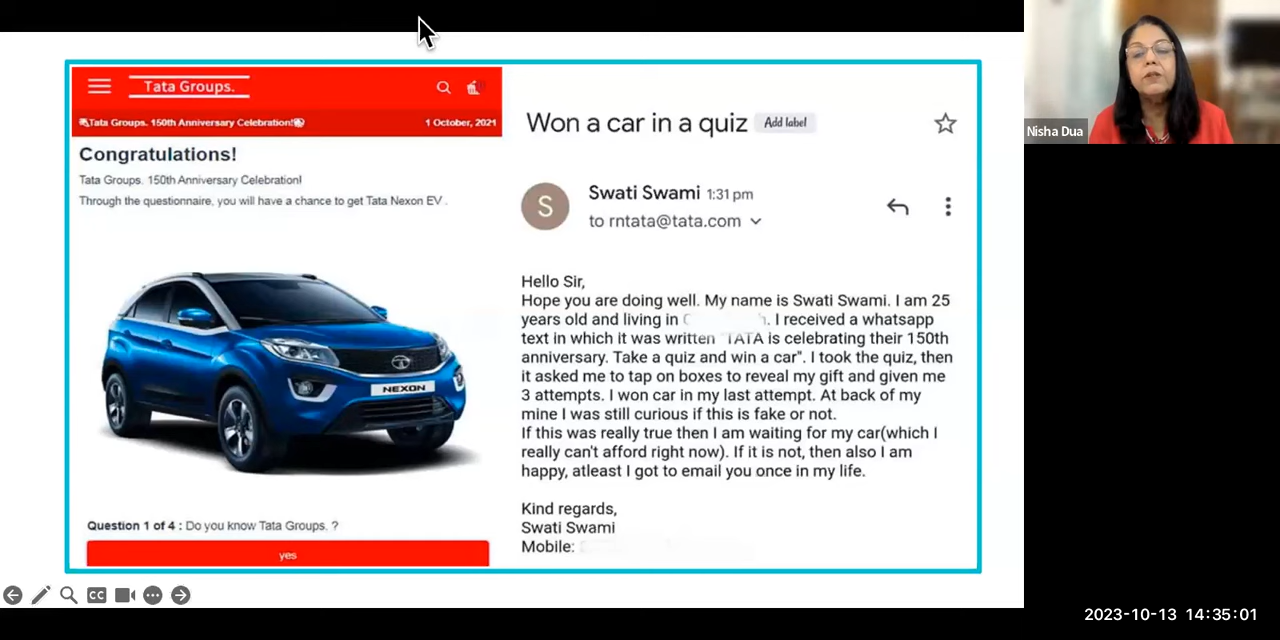 Tata Groups.
Tata Groups. 150th Anniversary Celebration!
1 October, 2021
Congratulations!
Tata Groups. 150th Anniversary Celebration!
Through the questionnaire, you will have a chance to get Tata Nexon EV .
NEXON
Question 1 of 4 : Do you know Tata Groups. ?
yes
Won a car in a quiz
Add label
S
Swati Swami 1:31 pm
to rntata@tata.com
Hello Sir,
Hope you are doing well. My name is Swati Swami. I am 25
years old and living in . I received a whatsapp
text in which it was written "TATA is celebrating their 150th
anniversary. Take a quiz and win a car". I took the quiz, then
it asked me to tap on boxes to reveal my gift and given me
3 attempts. I won car in my last attempt. At back of my
mine I was still curious if this is fake or not.
If this was really true then I am waiting for my car(which I
really can't afford right now). If it is not, then also I am
happy, atleast I got to email you once in my life.
Kind regards,
Swati Swami
Mobile:
CC
Nisha Dua
2023-10-13 14:35:01